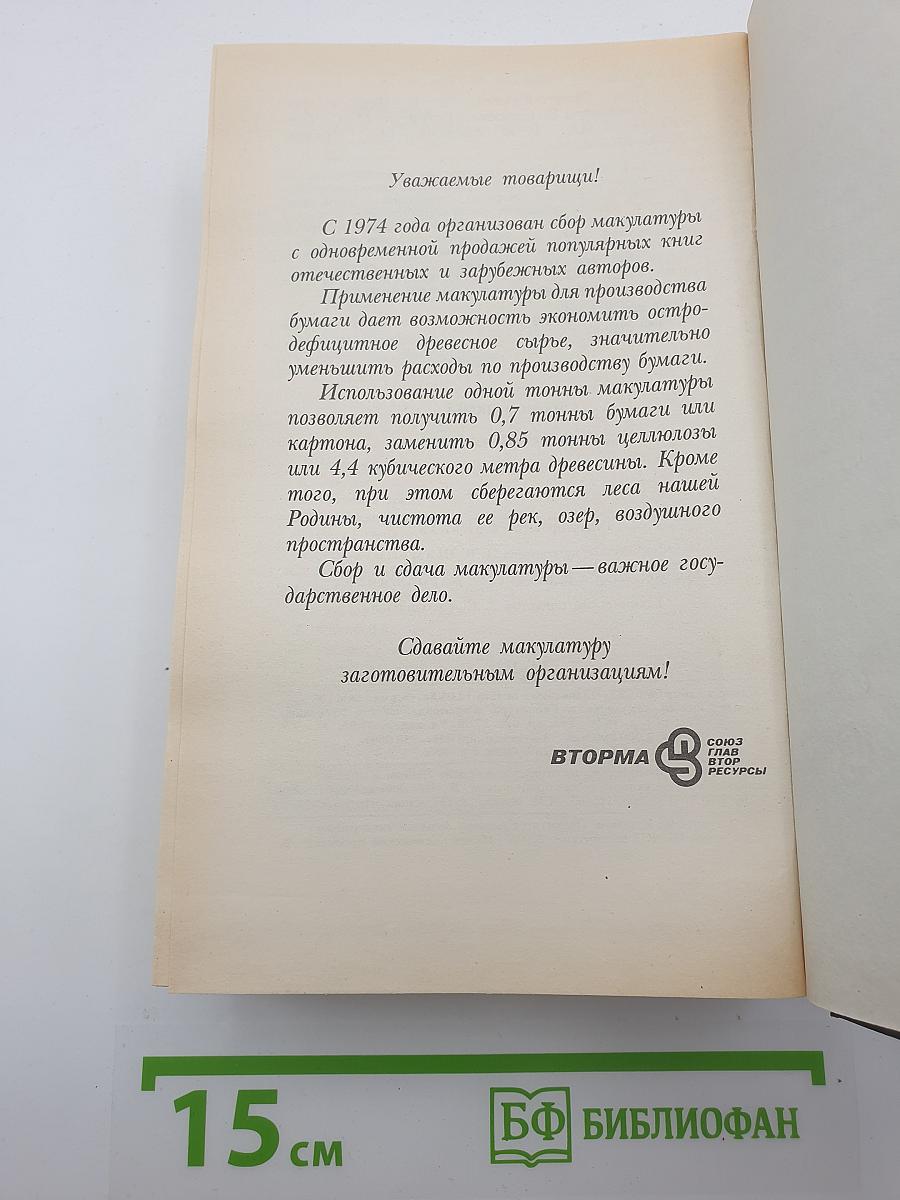 Уважаемые товарищи!
С 1974 года организован сбор макулатуры
с одновременной продажей популярных книг
отечественных и зарубежных авторов.
Применение макулатуры для производства
бумаги дает возможность экономить остро-
дефицитное древесное сырье, значительно
уменьшить расходы по производству бумаги.
Использование одной тонны макулатуры
позволяет получить 0,7 тонны бумаги или
картона, заменить 0,85 тонны целлюлозы
или 4,4 кубического метра древесины. Кроме
того, при этом сберегаются леса нашей
Родины, чистота ее рек, озер, воздушного
пространства.
Сбор и сдача макулатуры — важное госу-
дарственное дело.
Сдавайте макулатуру
заготовительным организациям!
ВТОРМА
СОЮЗ
ГЛАВ
ВТОР
РЕСУРСЫ
15 см
БФ БИБЛИОФАН